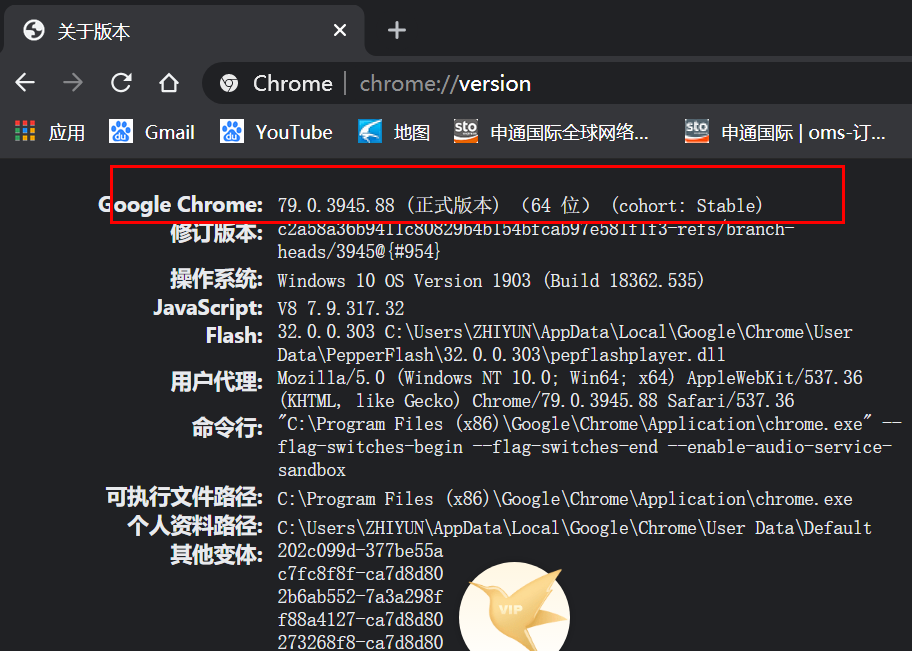 关于版本
Chrome | chrome://version
应用 Gmail YouTube 地图 申通国际全球网络... 申通国际 | oms-订...
Google Chrome: 79.0.3945.88 (正式版本) (64 位) (cohort: Stable)
修订版本: c2a58a36b9411c80829b4b154bfcab97e581f1f3-refs/branch-
heads/3945@{#954}
操作系统: Windows 10 OS Version 1903 (Build 18362.535)
JavaScript: V8 7.9.317.32
Flash: 32.0.0.303 C:\Users\ZHIYUN\AppData\Local\Google\Chrome\User
Data\PepperFlash\32.0.0.303\pepflashplayer.dll
用户代理: Mozilla/5.0 (Windows NT 10.0; Win64; x64) AppleWebKit/537.36
(KHTML, like Gecko) Chrome/79.0.3945.88 Safari/537.36
命令行: "C:\Program Files (x86)\Google\Chrome\Application\chrome.exe" --
flag-switches-begin --flag-switches-end --enable-audio-service-
sandbox
可执行文件路径: C:\Program Files (x86)\Google\Chrome\Application\chrome.exe
个人资料路径: C:\Users\ZHIYUN\AppData\Local\Google\Chrome\User Data\Default
其他变体: 202c099d-377be55a
c7fc8f8f-ca7d8d80
2b6ab552-7a3a298f
f88a4127-ca7d8d80
273268f8-ca7d8d80
VIP